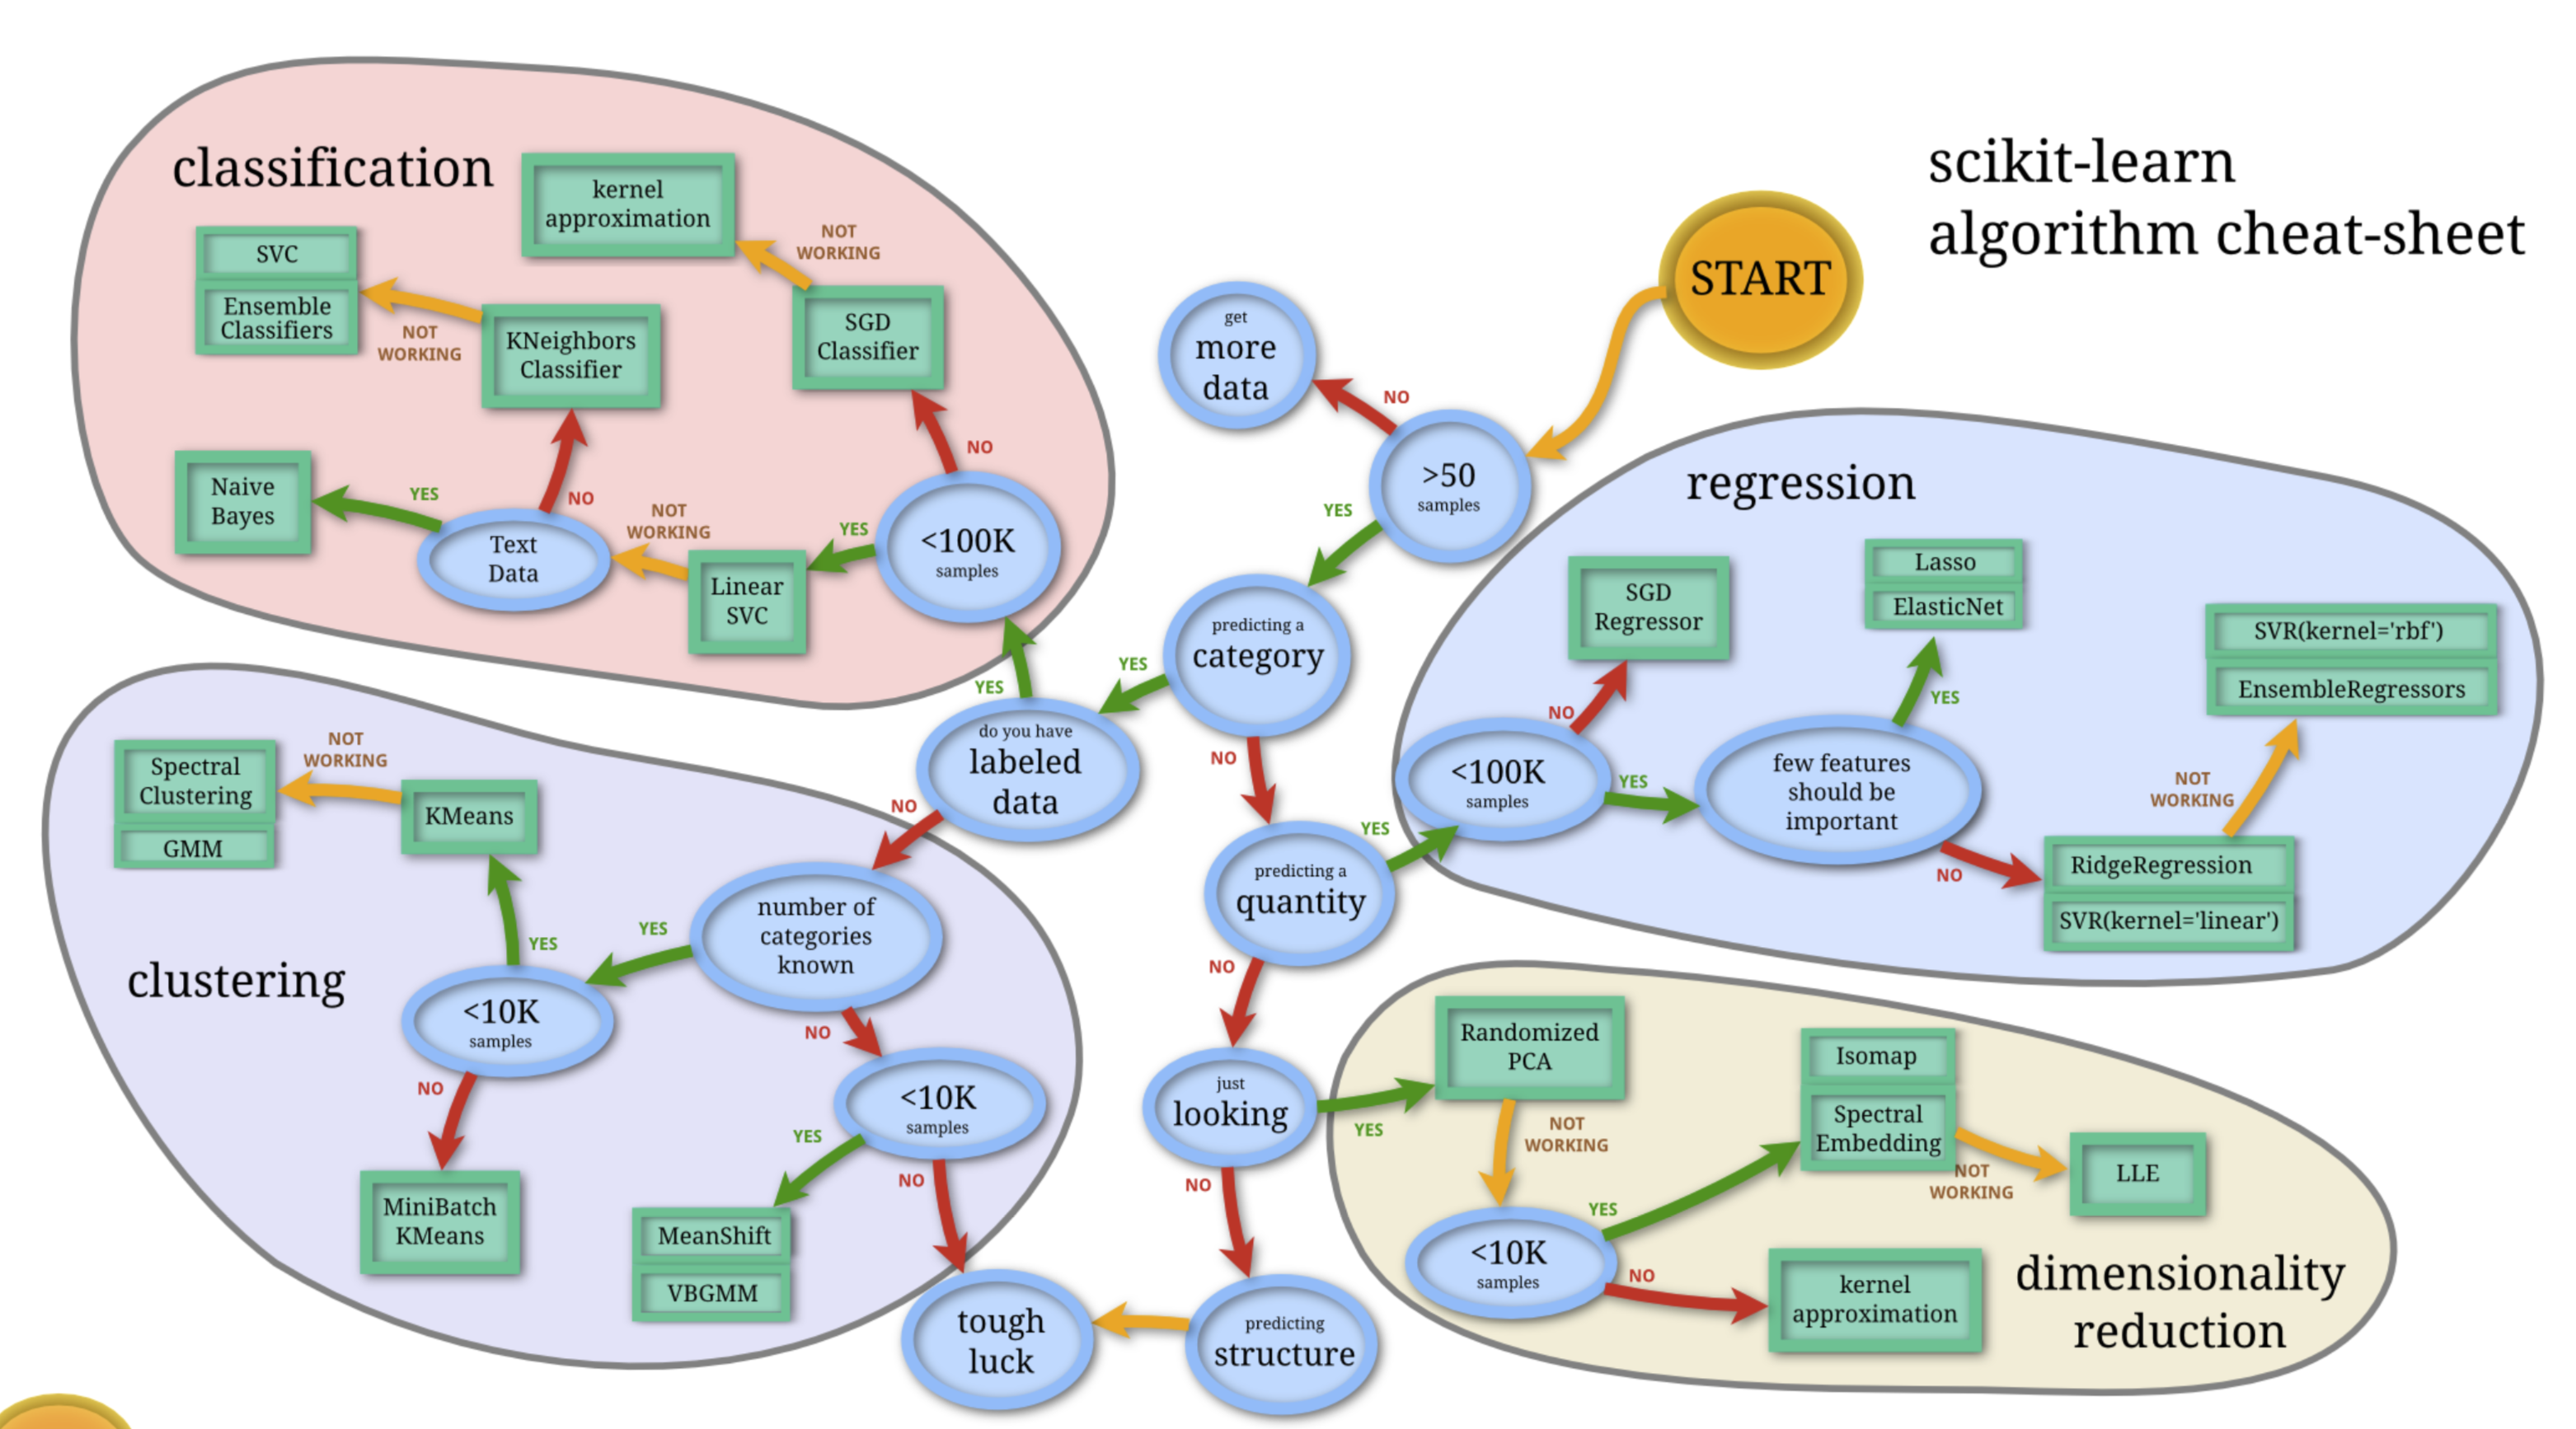 scikit-learn
algorithm cheat-sheet
START
>50
samples
NO
get
more
data
YES
predicting a
category
YES
do you have
labeled
data
YES
NO
NO
predicting a
quantity
YES
NO
just
looking
YES
NO
predicting
structure
tough
luck
classification
<100K
samples
NO
SGD
Classifier
NOT
WORKING
kernel
approximation
YES
Linear
SVC
NOT
WORKING
Text
Data
YES
Naive
Bayes
NO
KNeighbors
Classifier
NOT
WORKING
SVC
Ensemble
Classifiers
clustering
number of
categories
known
YES
<10K
samples
YES
KMeans
NOT
WORKING
Spectral
Clustering
GMM
NO
MiniBatch
KMeans
NO
<10K
samples
YES
MeanShift
VBGMM
NO
regression
<100K
samples
NO
SGD
Regressor
YES
few features
should be
important
YES
Lasso
ElasticNet
NO
RidgeRegression
SVR(kernel='linear')
NOT
WORKING
SVR(kernel='rbf')
EnsembleRegressors
dimensionality
reduction
Randomized
PCA
NOT
WORKING
<10K
samples
YES
Isomap
Spectral
Embedding
NOT
WORKING
LLE
NO
kernel
approximation